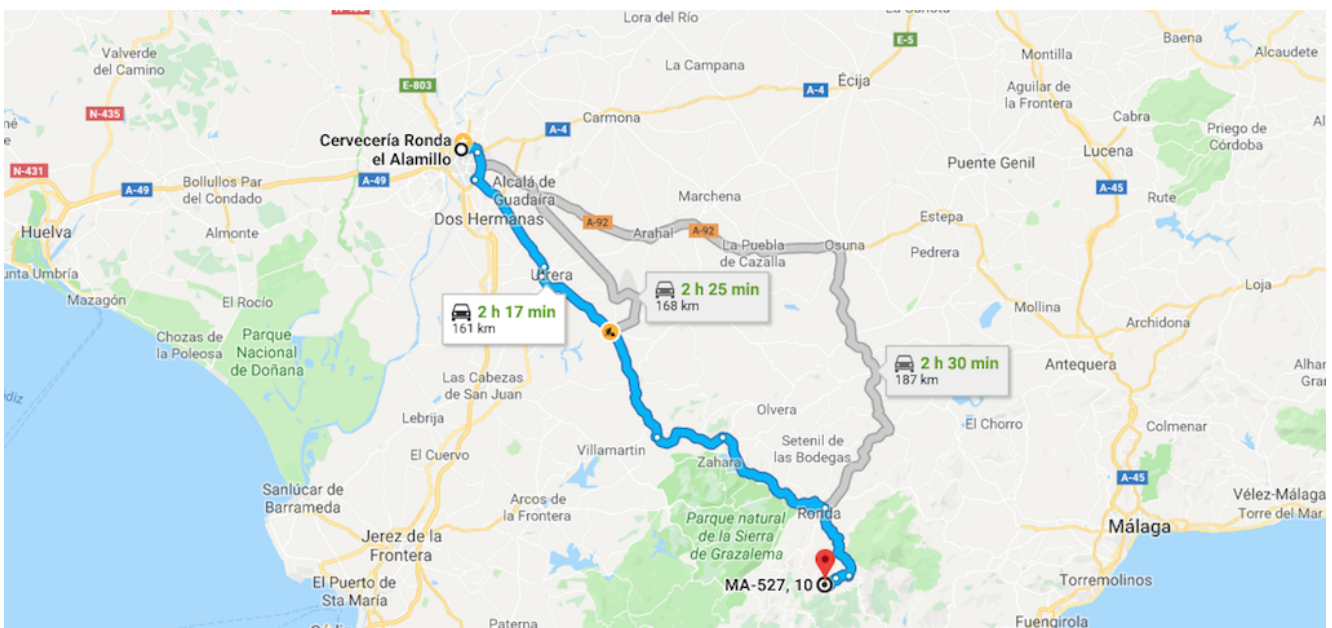 Lora del Río
La Campana
E-5
Montilla
Baena
Alcaudete
Valverde
del Camino
E-803
Écija
A-4
Aguilar de
la Frontera
Cabra
Priego de
Córdoba
N-435
Carmona
A-4
Cervecería Ronda
el Alamillo
Puente Genil
Lucena
N-431
A-49
Bollullos Par
del Condado
A-49
Alcalá de
Guadaíra
Marchena
A-45
Rute
Huelva
Almonte
Dos Hermanas
A-92
Arahal
A-92
La Puebla
de Cazalla
Osuna
Estepa
Pedrera
Punta Umbría
Mazagón
El Rocío
Utrera
2 h 25 min
168 km
Mollina
Loja
2 h 17 min
161 km
Archidona
Chozas de
la Poleosa
Parque
Nacional
de Doñana
2 h 30 min
187 km
Antequera
Las Cabezas
de San Juan
Lebrija
Olvera
El Chorro
Colmenar
El Cuervo
Villamartin
Zahara
Setenil de
las Bodegas
A-45
Sanlúcar de
Barrameda
Arcos de
la Frontera
Ronda
Vélez-Málaga
Torre del Mar
Parque natural
de la Sierra
de Grazalema
Málaga
Jerez de la
Frontera
El Puerto de
Sta María
MA-527, 10
Torremolinos
Paterna
Fuengirola